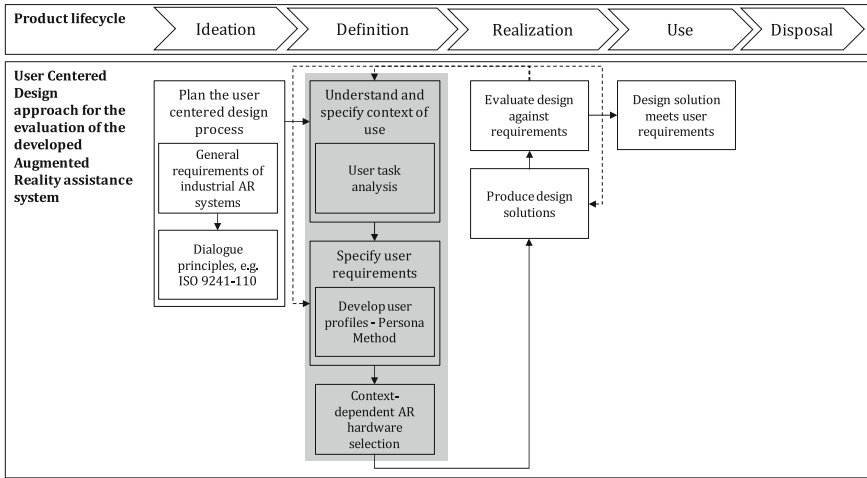 Product lifecycle
Ideation
Definition
Realization
Use
Disposal
User Centered
Design
approach for the
evaluation of the
developed
Augmented
Reality assistance
system
Plan the user
centered design
process
General
requirements of
industrial AR
systems
Dialogue
principles, e.g.
ISO 9241-110
Understand and
specify context of
use
User task
analysis
Specify user
requirements
Develop user
profiles - Persona
Method
Context-
dependent AR
hardware
selection
Evaluate design
against
requirements
Produce design
solutions
Design solution
meets user
requirements